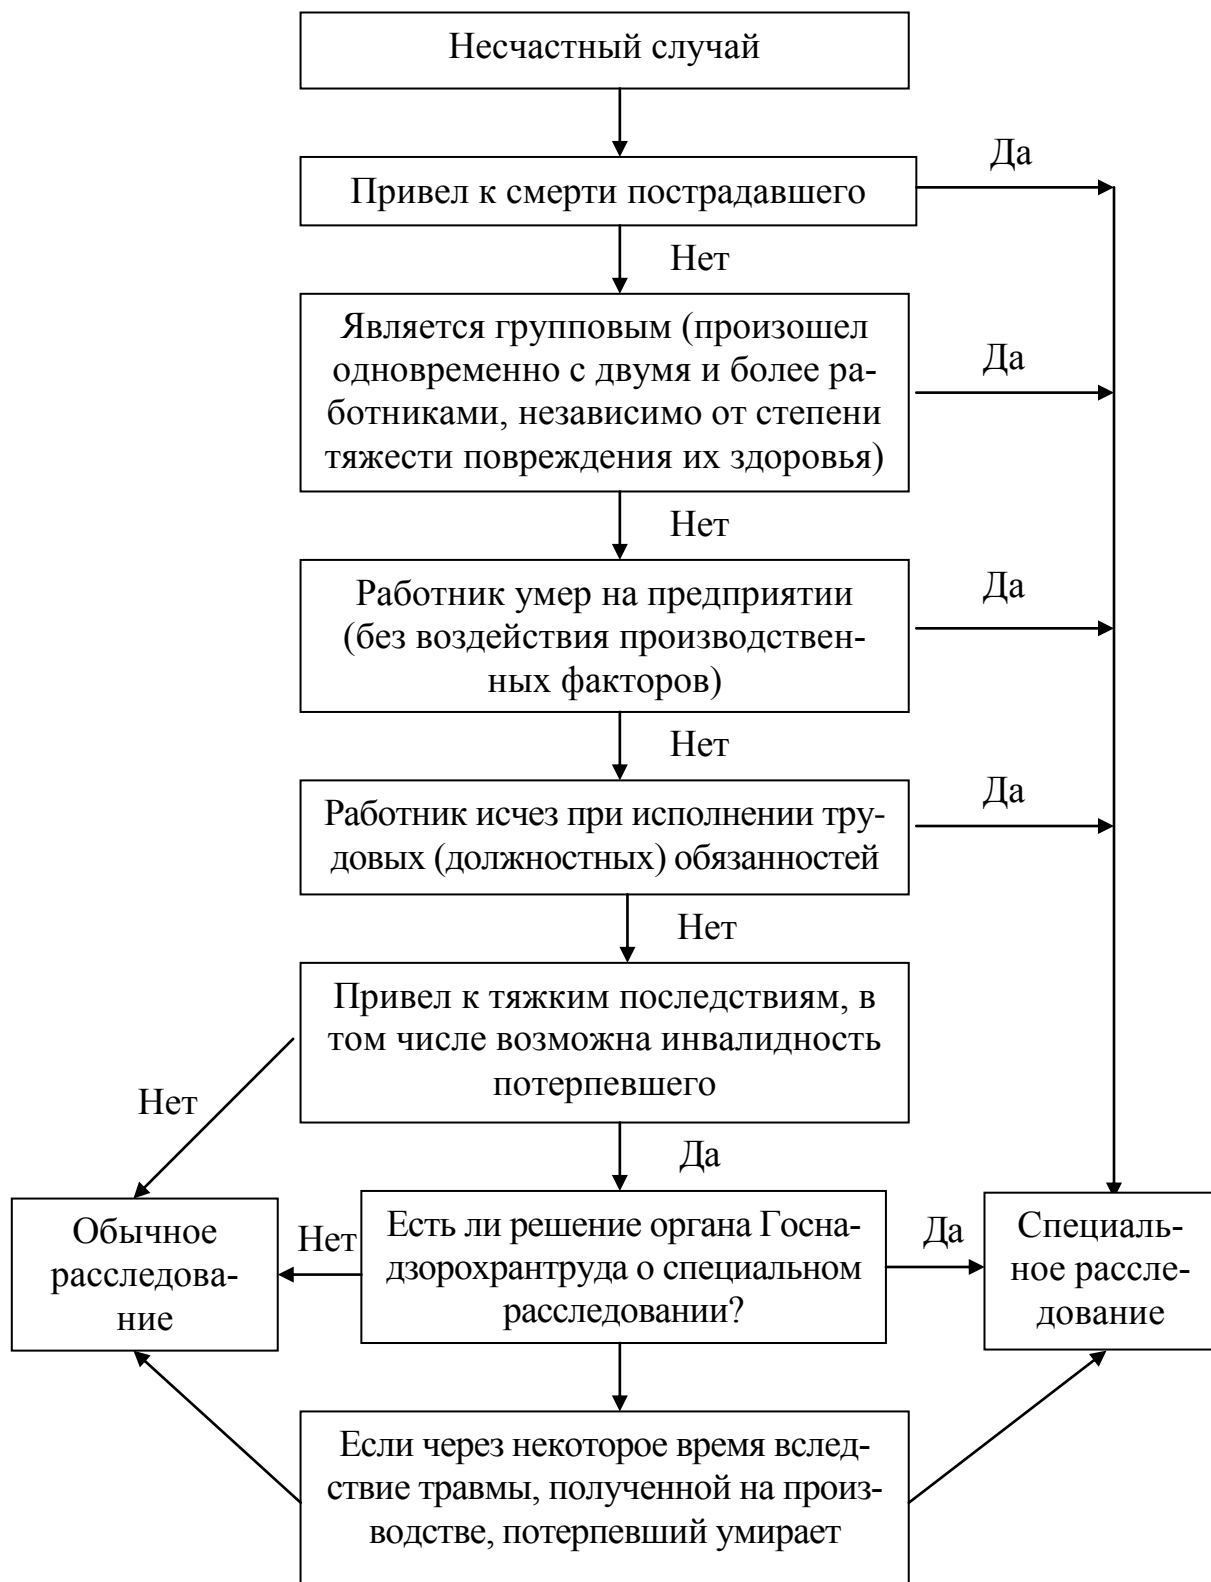 Несчастный случай
Да
Привел к смерти пострадавшего
Нет
Является групповым (произошел
одновременно с двумя и более ра-
ботниками, независимо от степени
тяжести повреждения их здоровья)
Да
Нет
Работник умер на предприятии
(без воздействия производствен-
ных факторов)
Да
Нет
Работник исчез при исполнении тру-
довых (должностных) обязанностей
Да
Нет
Привел к тяжким последствиям, в
том числе возможна инвалидность
потерпевшего
Нет
Да
Обычное
расследова-
ние
Нет
Есть ли решение органа Госна-
дзорохрантруда о специальном
расследовании?
Да
Специаль-
ное рассле-
дование
Если через некоторое время вслед-
ствие травмы, полученной на произ-
водстве, потерпевший умирает